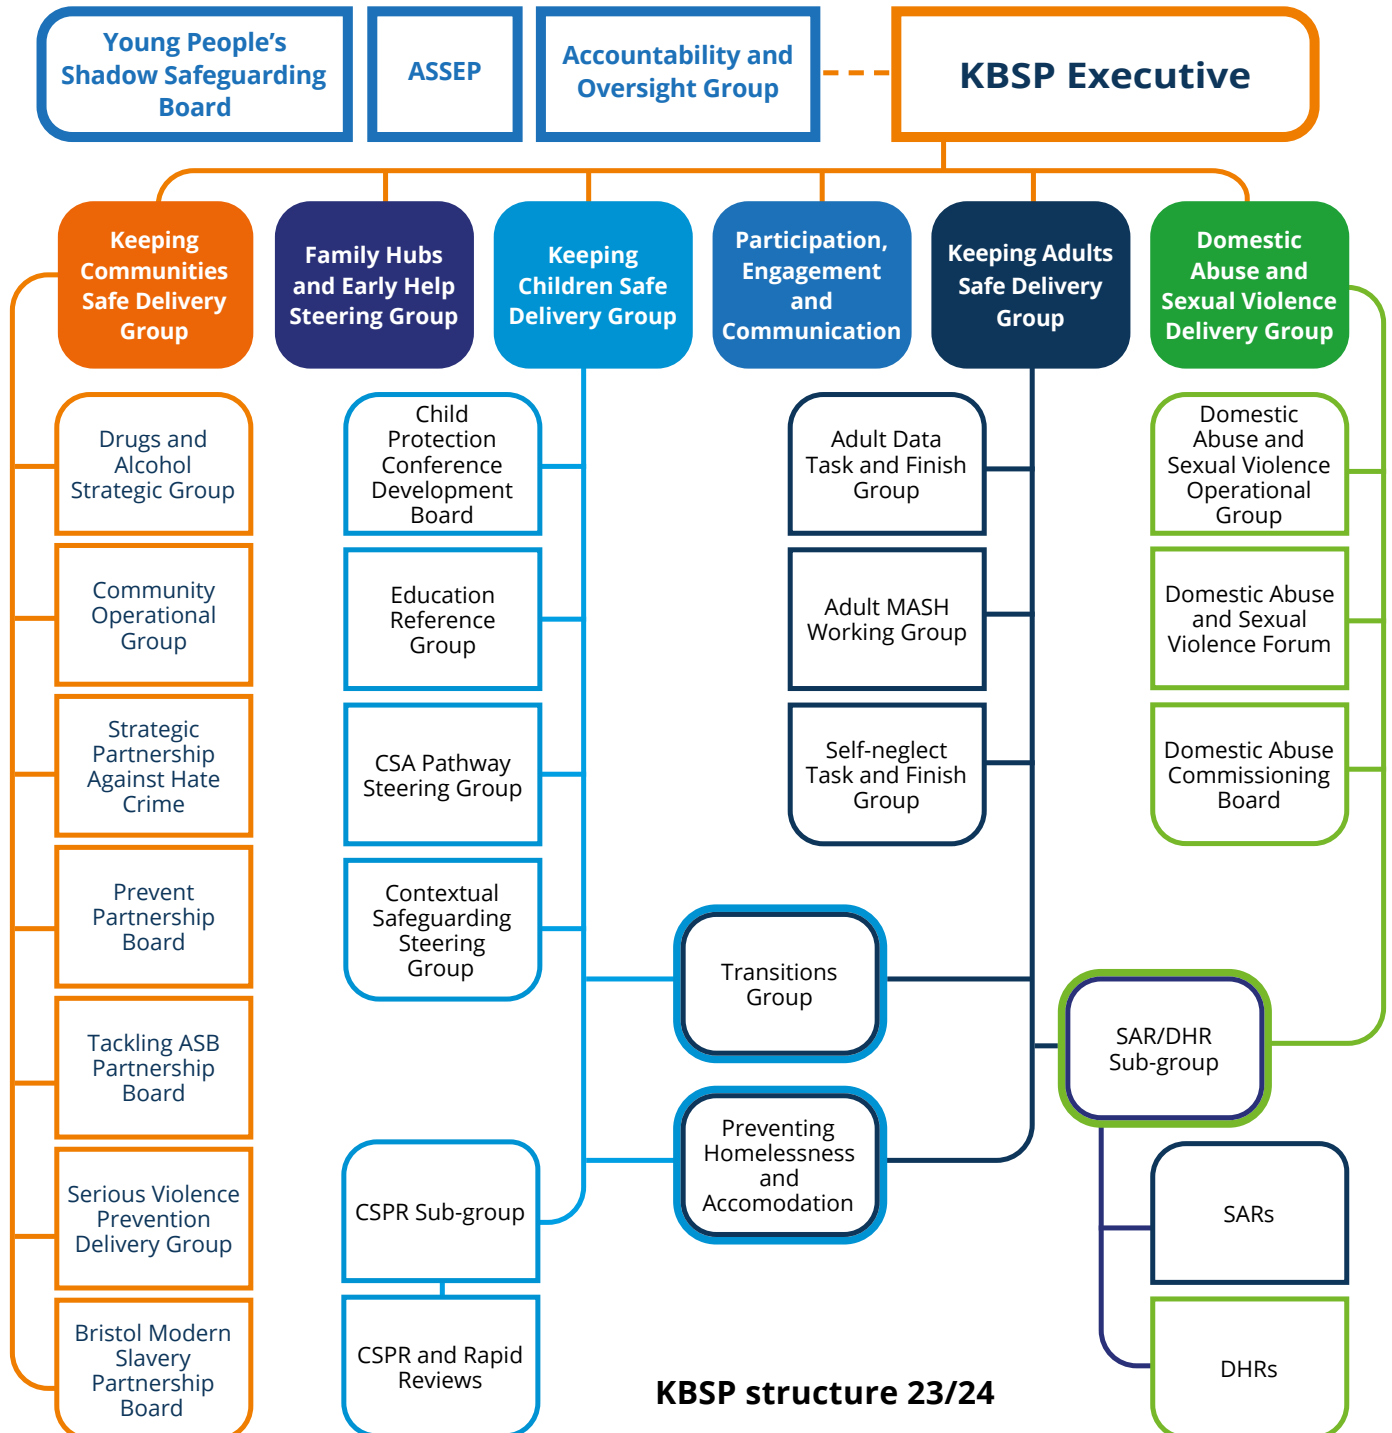 Young People’s
Shadow Safeguarding
Board
ASSEP
Accountability and
Oversight Group
KBSP Executive
Keeping
Communities
Safe Delivery
Group
Family Hubs
and Early Help
Steering Group
Keeping
Children Safe
Delivery Group
Participation,
Engagement
and
Communication
Keeping Adults
Safe Delivery
Group
Domestic
Abuse and
Sexual Violence
Delivery Group
Drugs and
Alcohol
Strategic Group
Community
Operational
Group
Strategic
Partnership
Against Hate
Crime
Prevent
Partnership
Board
Tackling ASB
Partnership
Board
Serious Violence
Prevention
Delivery Group
Bristol Modern
Slavery
Partnership
Board
Child
Protection
Conference
Development
Board
Education
Reference
Group
CSA Pathway
Steering Group
Contextual
Safeguarding
Steering
Group
CSPR Sub-group
CSPR and Rapid
Reviews
Transitions
Group
Preventing
Homelessness
and
Accomodation
Adult Data
Task and Finish
Group
Adult MASH
Working Group
Self-neglect
Task and Finish
Group
Domestic
Abuse and
Sexual Violence
Operational
Group
Domestic Abuse
and Sexual
Violence Forum
Domestic Abuse
Commissioning
Board
SAR/DHR
Sub-group
SARs
DHRs
KBSP structure 23/24